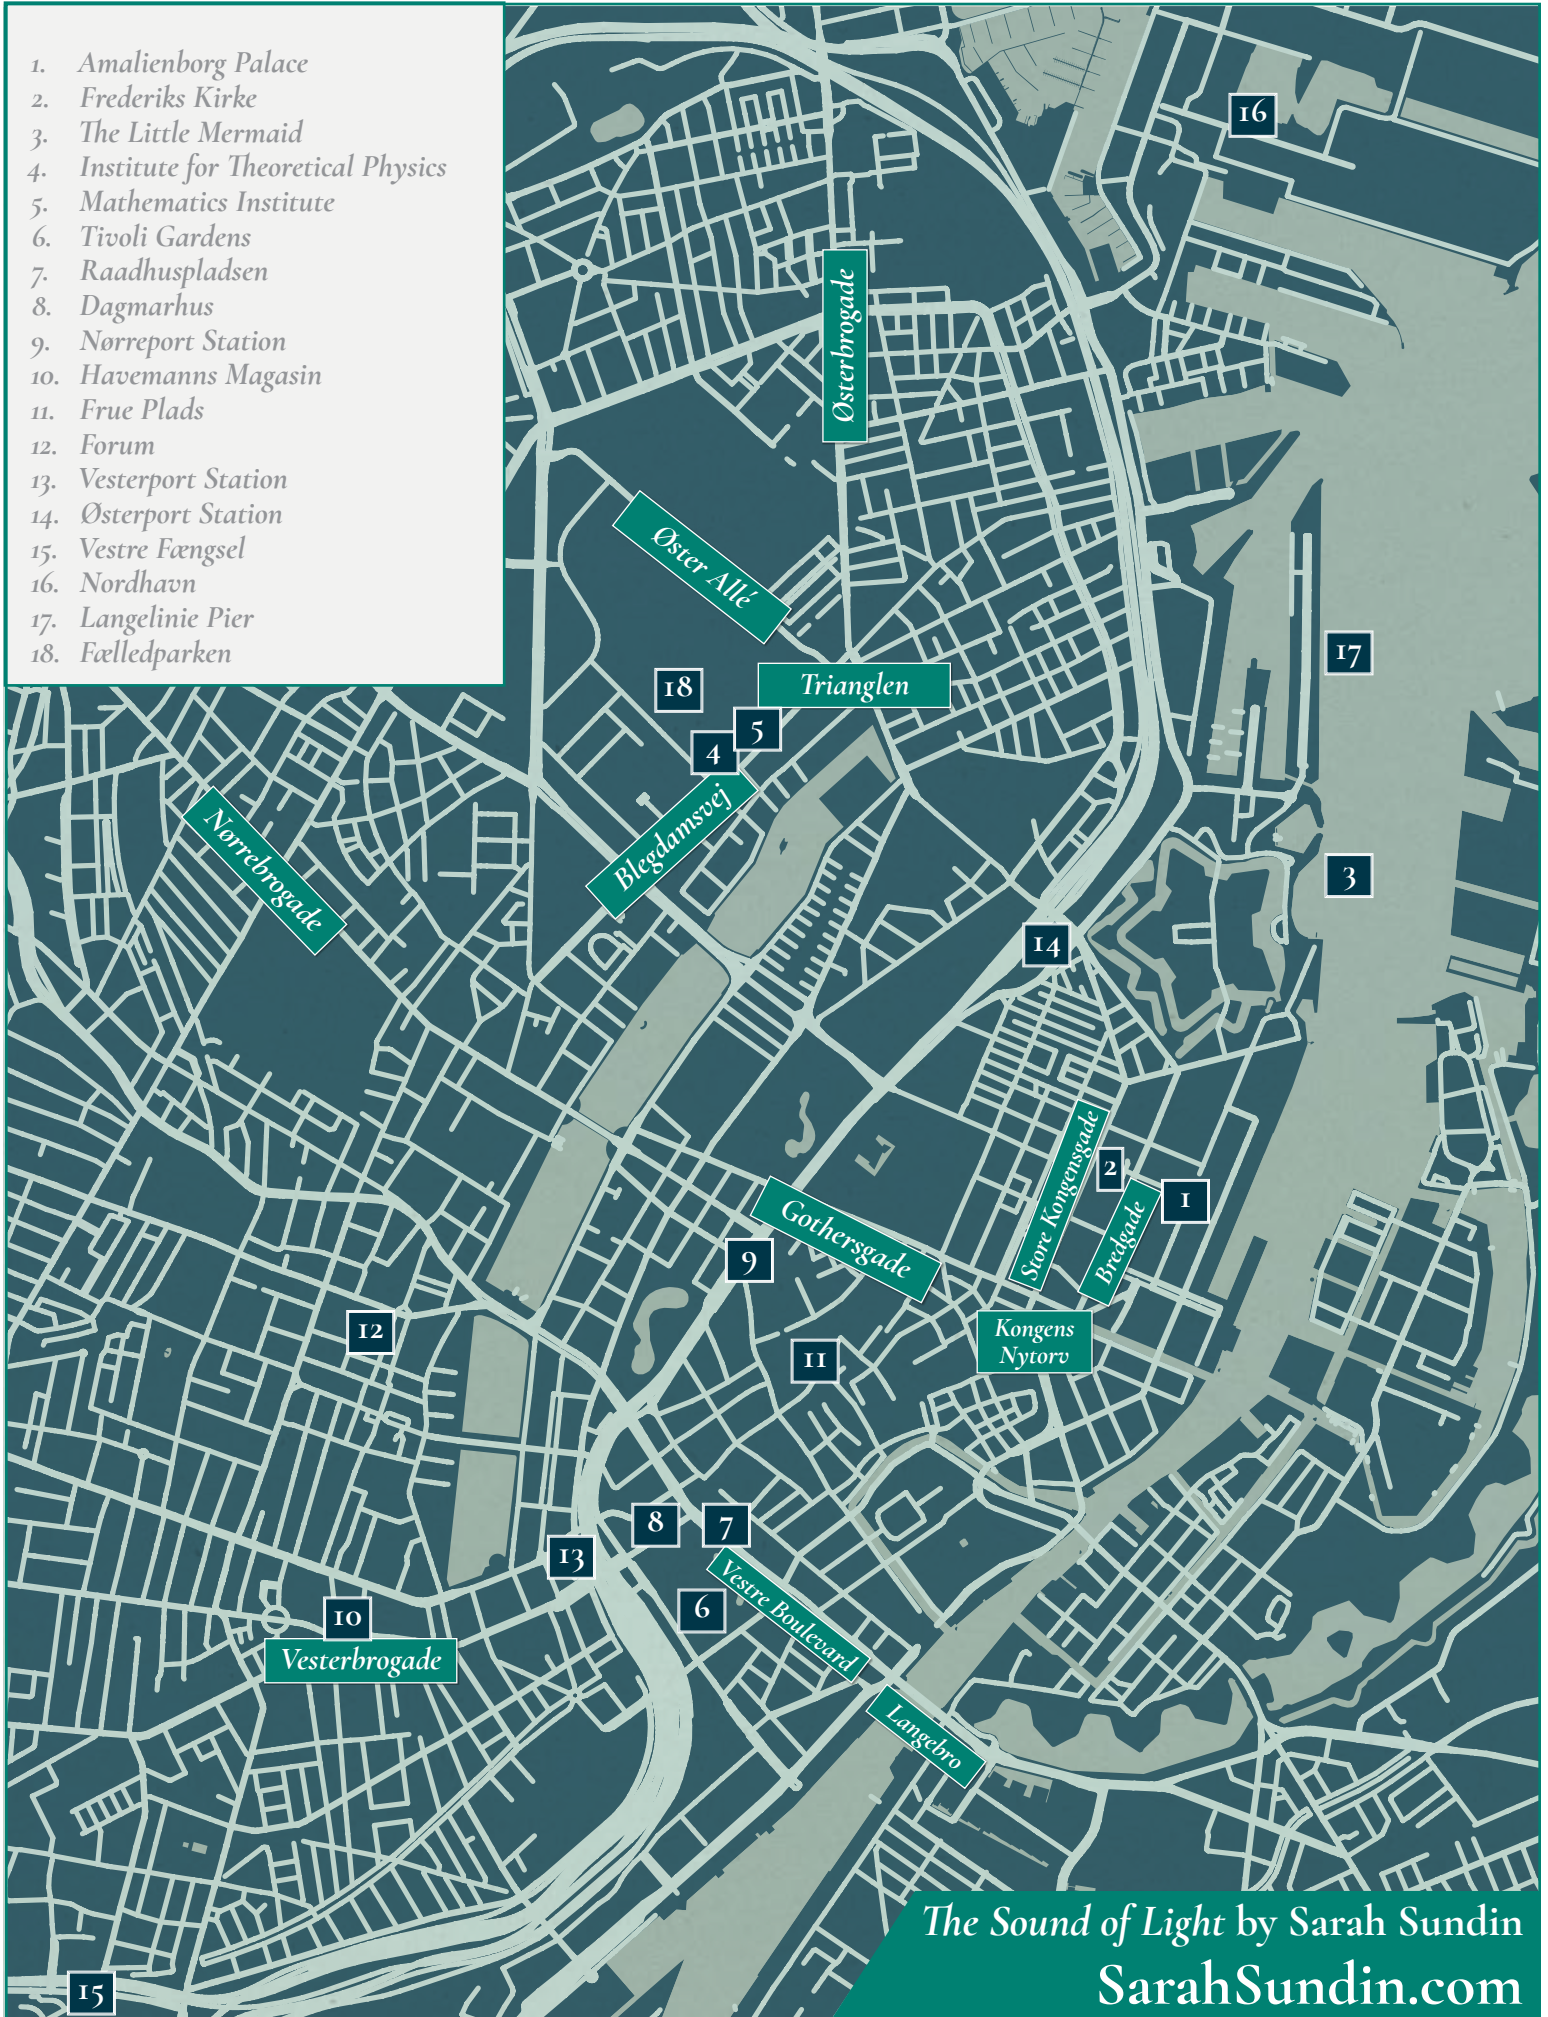 1. Amalienborg Palace
2. Frederiks Kirke
3. The Little Mermaid
4. Institute for Theoretical Physics
5. Mathematics Institute
6. Tivoli Gardens
7. Raadhuspladsen
8. Dagmarhus
9. Nørreport Station
10. Havemanns Magasin
11. Frue Plads
12. Forum
13. Vesterport Station
14. Østerport Station
15. Vestre Fængsel
16. Nordhavn
17. Langelinie Pier
18. Fælledparken
16
Østerbrogade
Øster Allé
17
18
Trianglen
5
4
Blegdamsvej
Nørrebrogade
3
14
Store Kongensgade
2
1
Bredgade
Gothersgade
9
12
Kongens
Nytorv
11
8
7
13
Vestre Boulevard
6
10
Vesterbrogade
Langebro
15
The Sound of Light by Sarah Sundin
SarahSundin.com